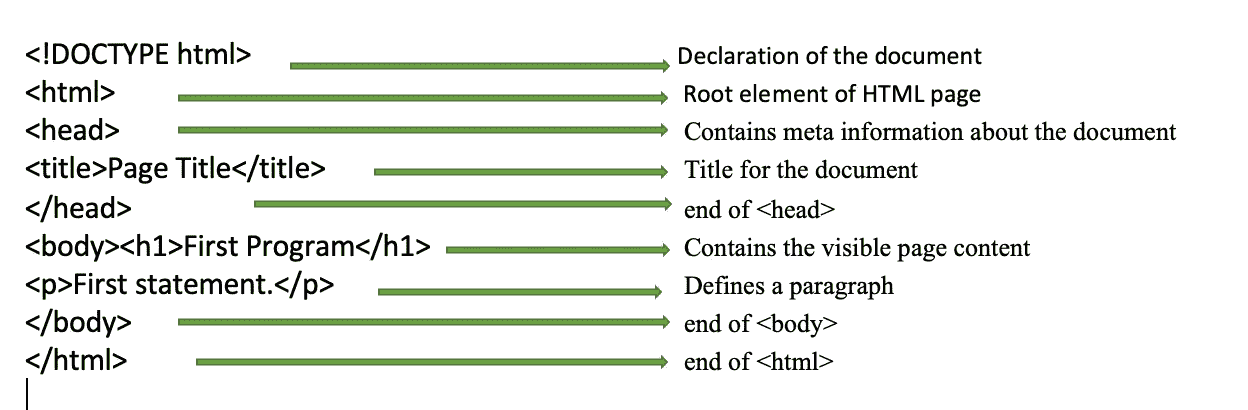 <!DOCTYPE html> Declaration of the document
<html> Root element of HTML page
<head> Contains meta information about the document
<title>Page Title</title> Title for the document
</head> end of <head>
<body><h1>First Program</h1> Contains the visible page content
<p>First statement.</p> Defines a paragraph
</body> end of <body>
</html> end of <html>